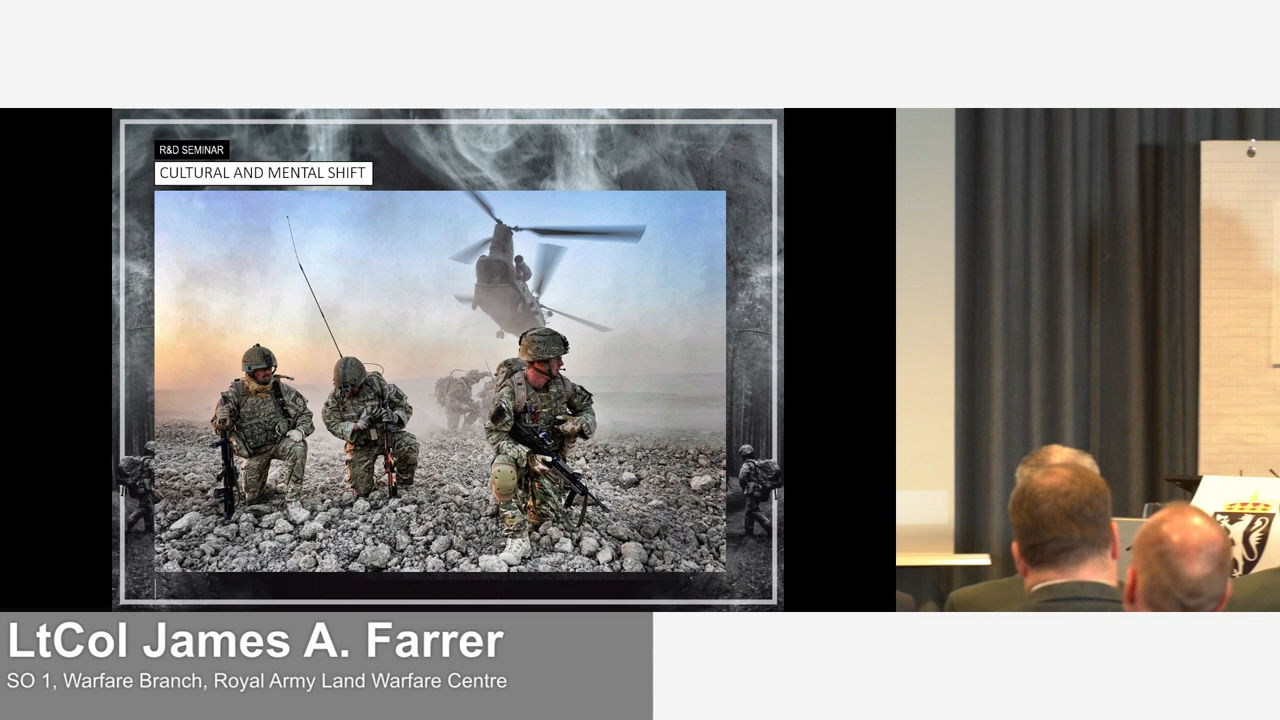 R&D SEMINAR
CULTURAL AND MENTAL SHIFT
LtCol James A. Farrer
SO 1, Warfare Branch, Royal Army Land Warfare Centre